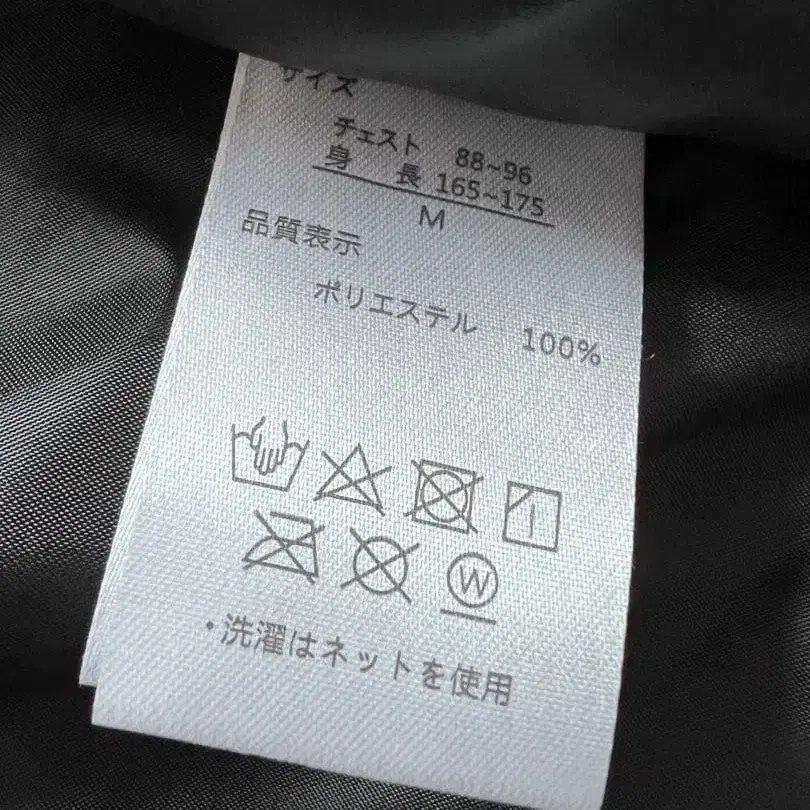 サイズ
チェスト 88~96
身 長 165~175
M
品質表示
ポリエステル 100%
W
・洗濯はネットを使用